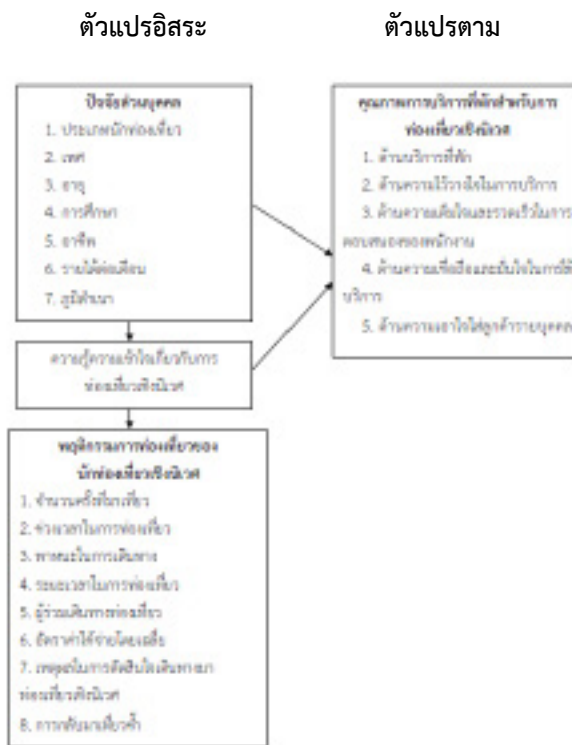 ตัวแปรอิสระ
ตัวแปรตาม
ปัจจัยส่วนบุคคล
1. ประเภทนักท่องเที่ยว
2. เพศ
3. อายุ
4. การศึกษา
5. อาชีพ
6. รายได้ต่อเดือน
7. ภูมิลำเนา
ความรู้ความเข้าใจเกี่ยวกับการ
ท่องเที่ยวเชิงนิเวศ
พฤติกรรมการท่องเที่ยวของ
นักท่องเที่ยวเชิงนิเวศ
1. จำนวนครั้งที่มาเที่ยว
2. ช่วงเวลาในการท่องเที่ยว
3. พาหนะในการเดินทาง
4. ระยะเวลาในการท่องเที่ยว
5. ผู้ร่วมเดินทางท่องเที่ยว
6. อัตราค่าใช้จ่ายโดยเฉลี่ย
7. เหตุผลในการตัดสินใจเดินทางมา
ท่องเที่ยวเชิงนิเวศ
8. การกลับมาเที่ยวซ้ำ
คุณภาพการบริการที่พักสำหรับการ
ท่องเที่ยวเชิงนิเวศ
1. ด้านบริการที่พัก
2. ด้านความไว้วางใจในการบริการ
3. ด้านความเต็มใจและรวดเร็วในการ
ตอบสนองของพนักงาน
4. ด้านความเชื่อถือและมั่นใจในการ
บริการ
5. ด้านความเอาใจใส่ลูกค้ารายบุคคล